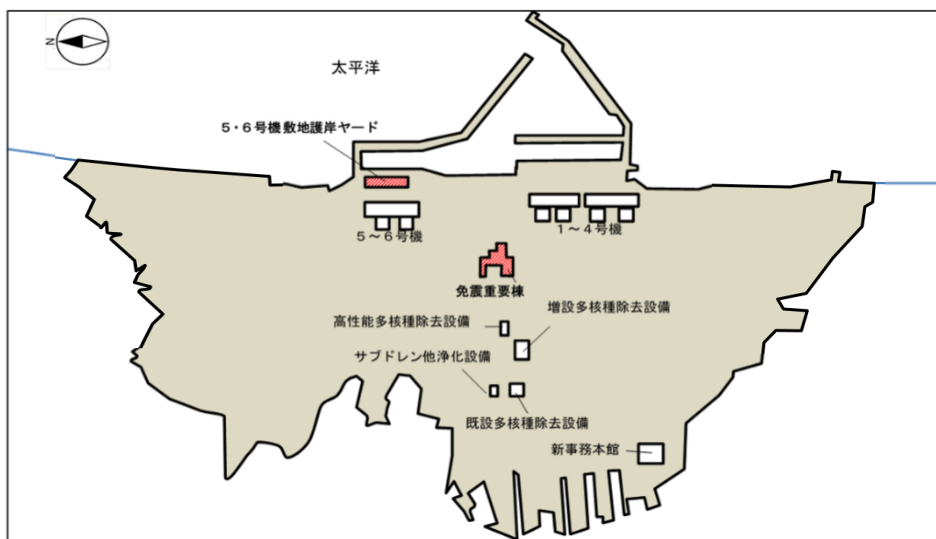 N
太平洋
5・6号機敷地護岸ヤード
5～6号機
1～4号機
免震重要棟
増設多核種除去設備
高性能多核種除去設備
サブドレン他浄化設備
既設多核種除去設備
新事務本館